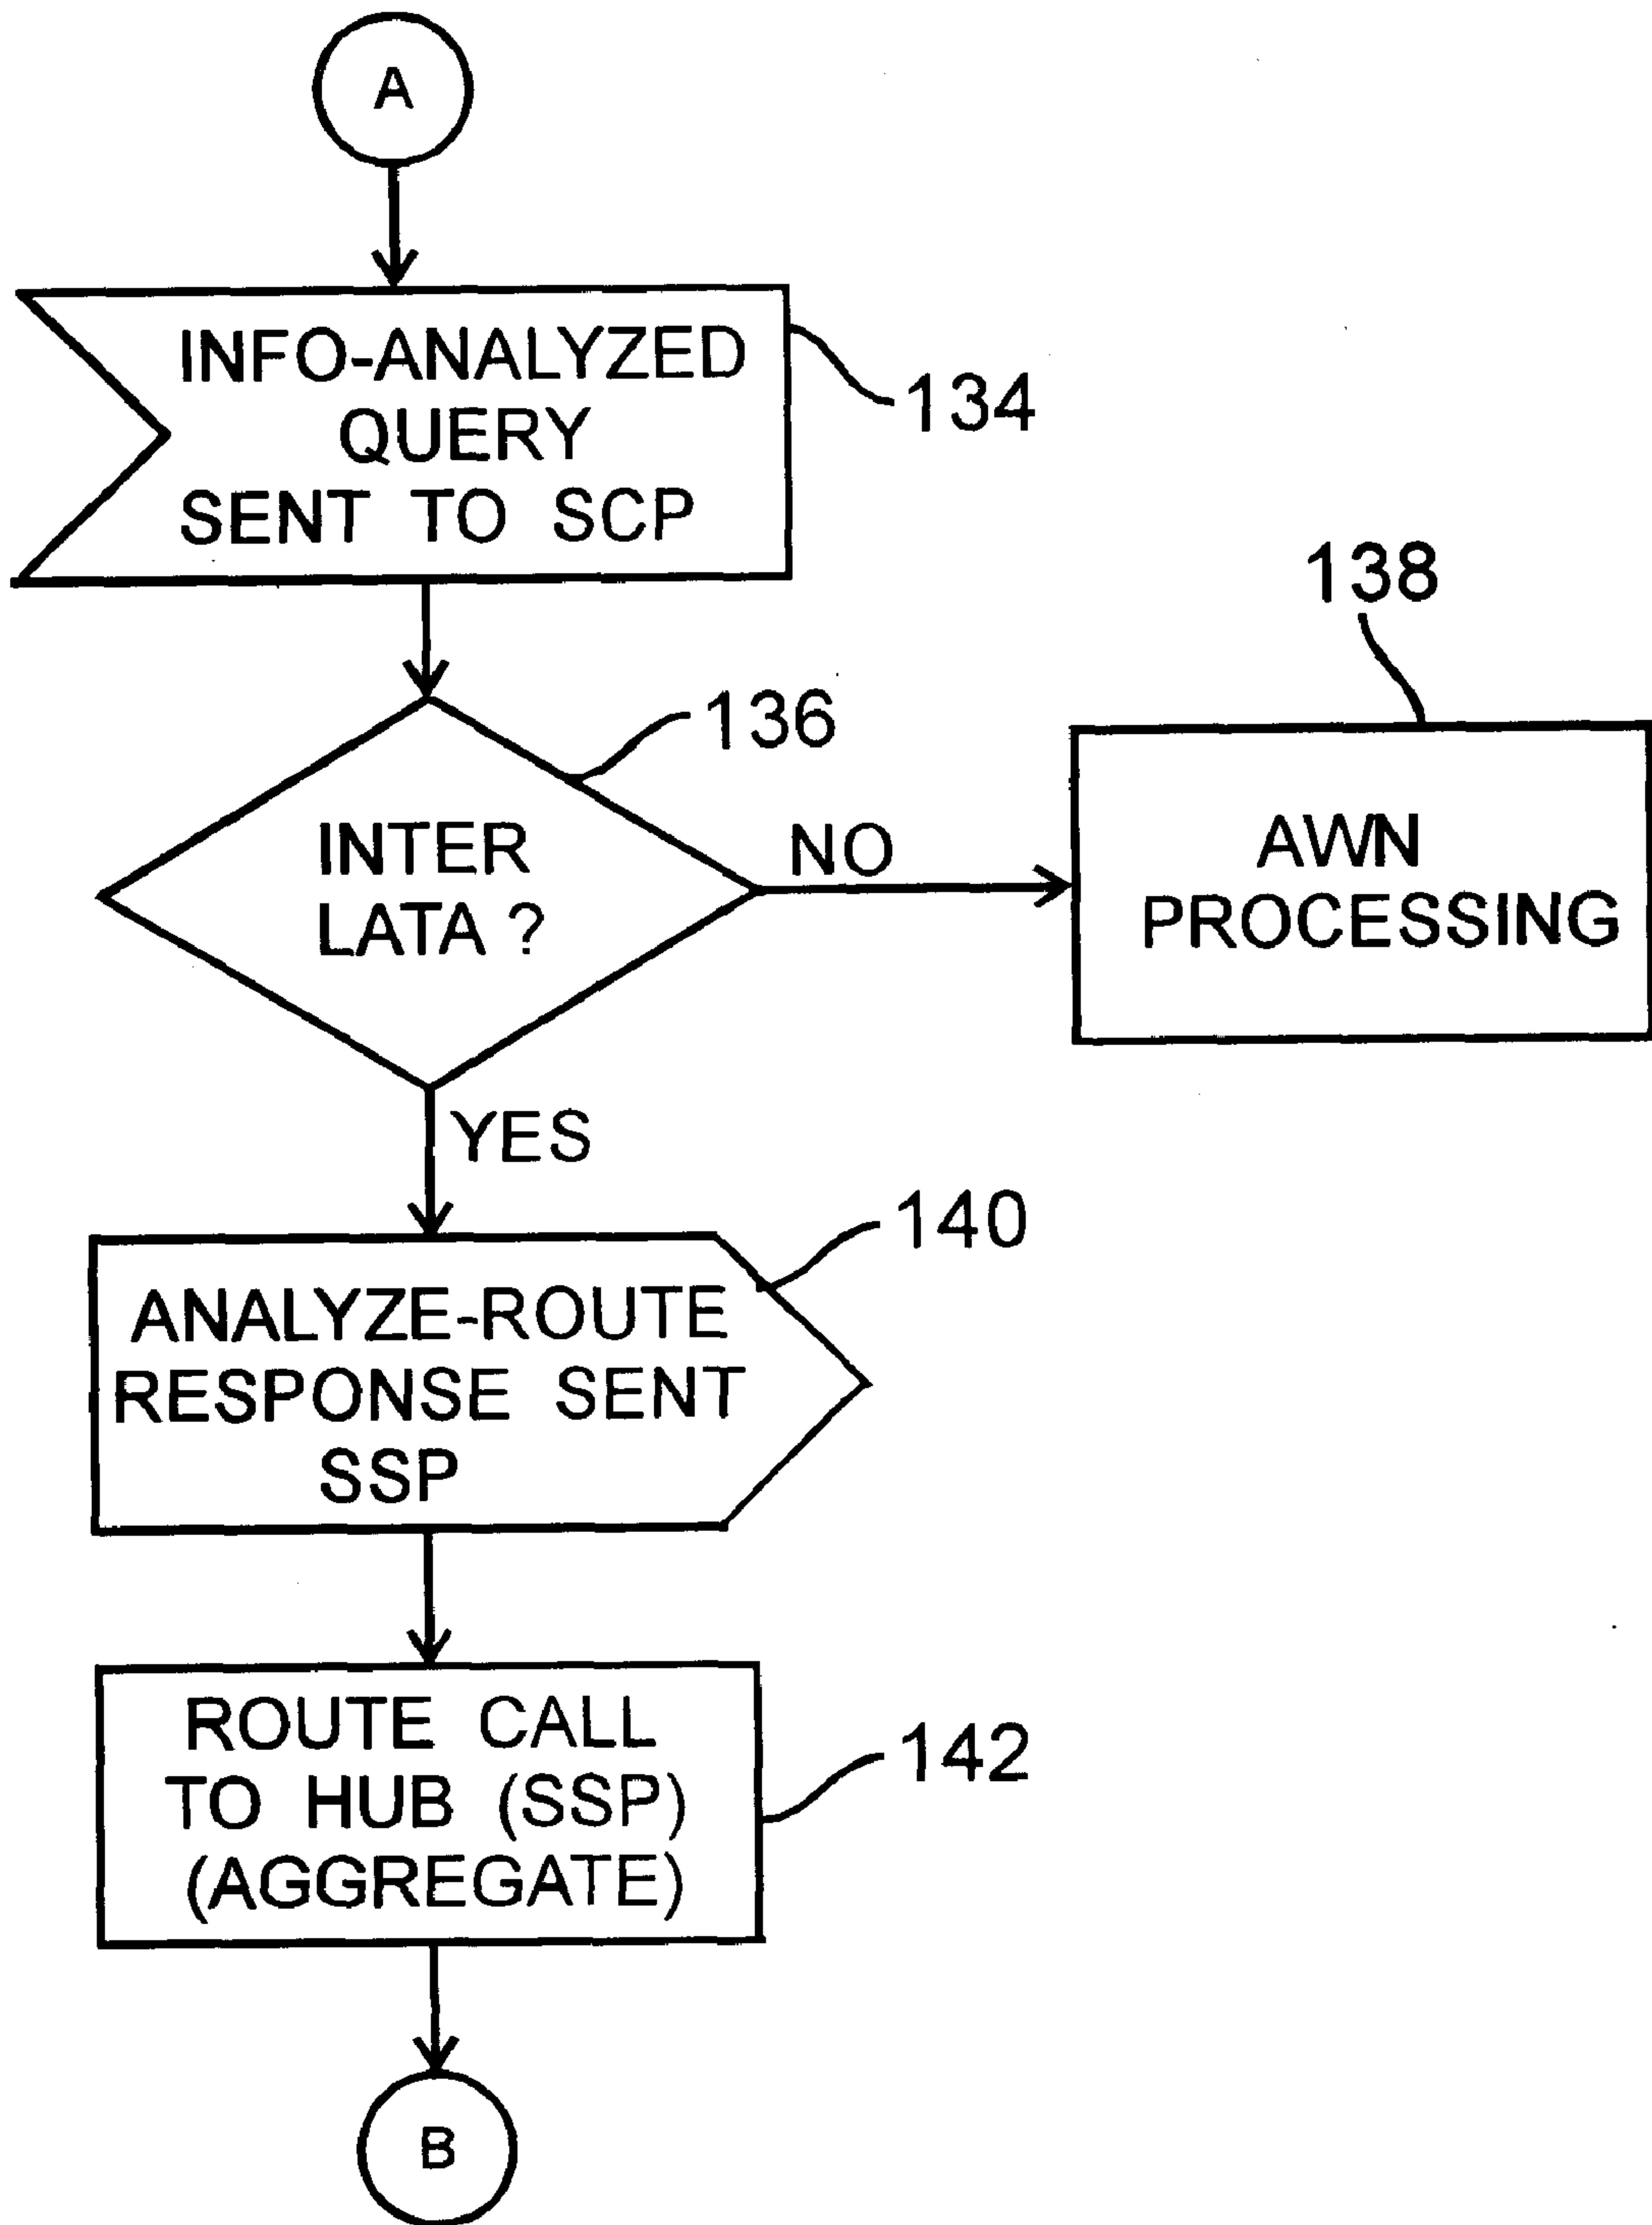 A
INFO-ANALYZED
QUERY
SENT TO SCP
134
138
136
INTER
LATA ?
NO
AWN
PROCESSING
YES
140
ANALYZE-ROUTE
RESPONSE SENT
SSP
ROUTE CALL
TO HUB (SSP)
(AGGREGATE)
142
B